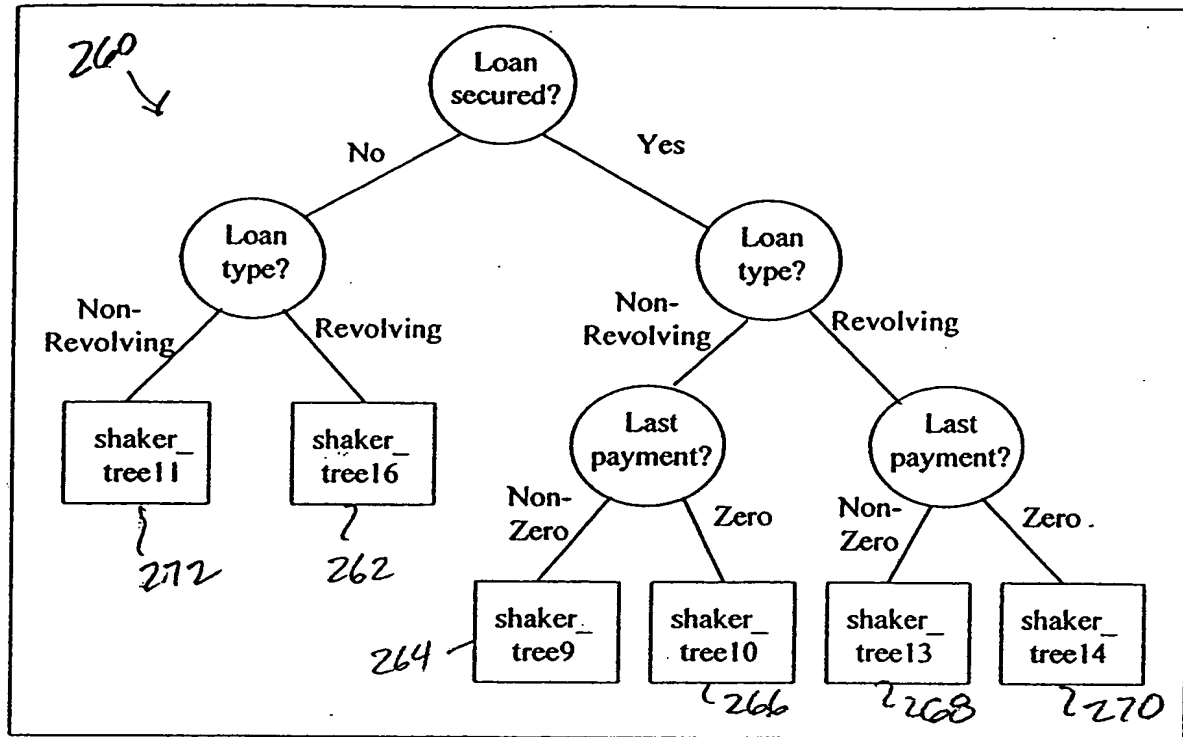 260
Loan
secured?
No
Yes
Loan
type?
Loan
type?
Non-
Revolving
Revolving
Non-
Revolving
Revolving
shaker_
tree11
shaker_
tree16
Last
payment?
Last
payment?
272
262
Non-
Zero
Zero
Non-
Zero
Zero
264
shaker_
tree9
shaker_
tree10
shaker_
tree13
shaker_
tree14
266
268
270